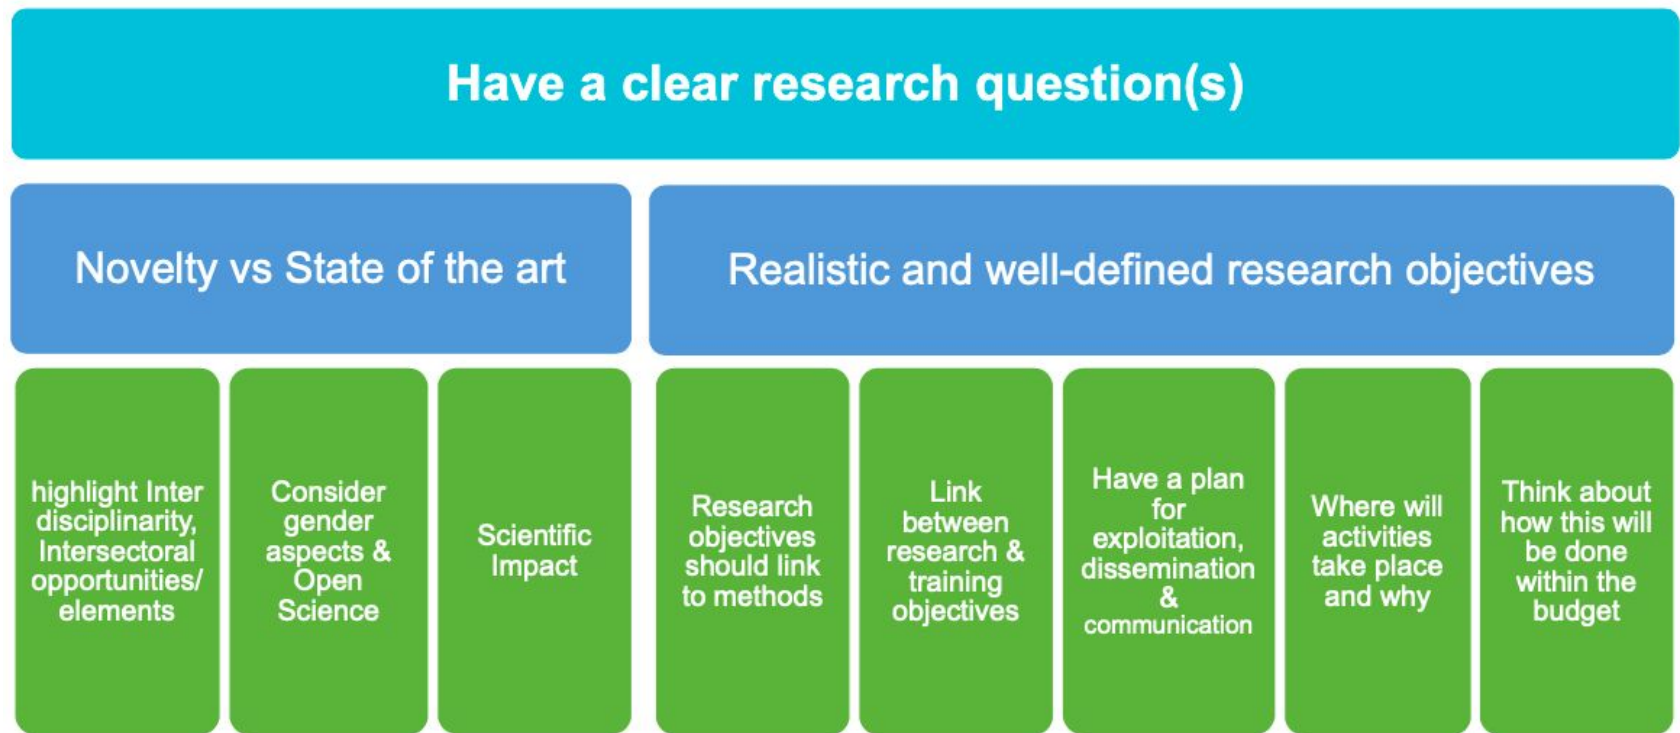 Have a clear research question(s)
Novelty vs State of the art
Realistic and well-defined research objectives
highlight Inter
disciplinarity,
Intersectoral
opportunities/
elements
Consider
gender
aspects &
Open
Science
Scientific
Impact
Research
objectives
should link
to methods
Link
between
research &
training
objectives
Have a plan
for
exploitation,
dissemination
&
communication
Where will
activities
take place
and why
Think about
how this will
be done
within the
budget